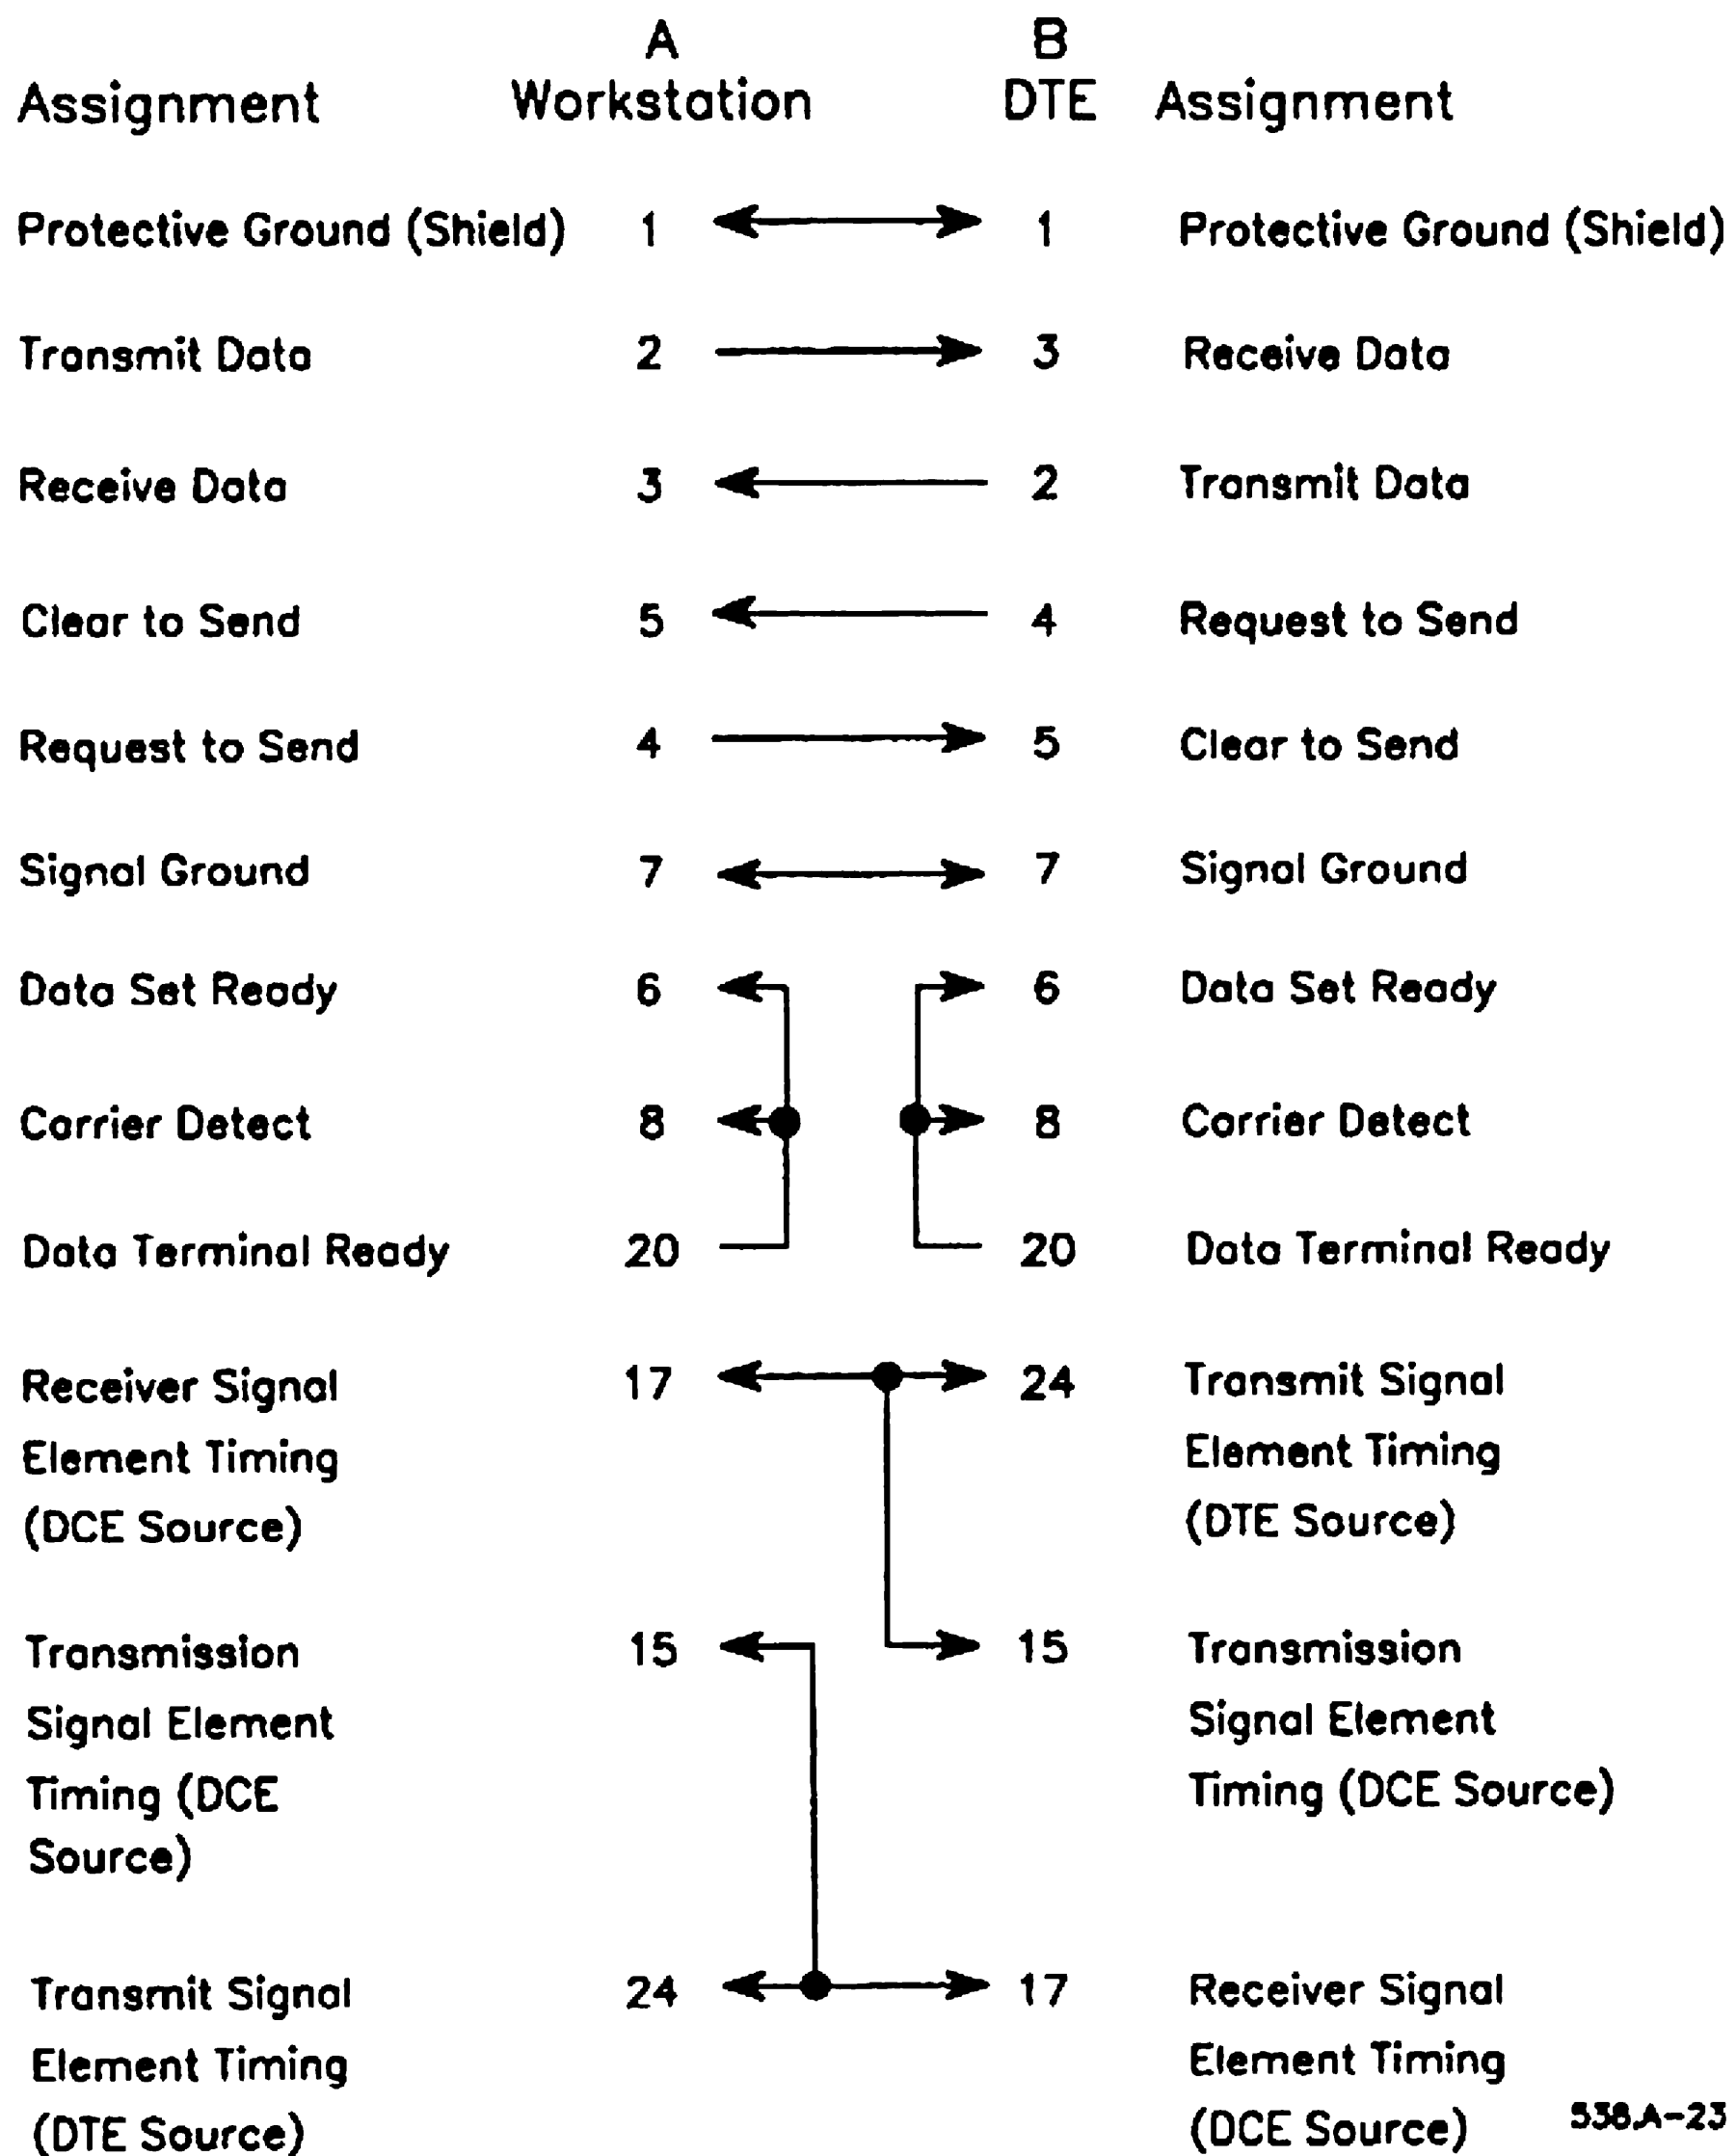 A B
Assignment Workstation DTE Assignment
Protective Ground (Shield) 1 1 Protective Ground (Shield)
Transmit Data 2 3 Receive Data
Receive Data 3 2 Transmit Data
Clear to Send 5 4 Request to Send
Request to Send 4 5 Clear to Send
Signal Ground 7 7 Signal Ground
Data Set Ready 6 6 Data Set Ready
Carrier Detect 8 8 Carrier Detect
Data Terminal Ready 20 20 Data Terminal Ready
Receiver Signal 17 24 Transmit Signal
Element Timing Element Timing
(DCE Source) (DTE Source)
Transmission 15 15 Transmission
Signal Element Signal Element
Timing (DCE Timing (DCE Source)
Source)
Transmit Signal 24 17 Receiver Signal
Element Timing Element Timing
(DTE Source) (DCE Source) 538.A-23